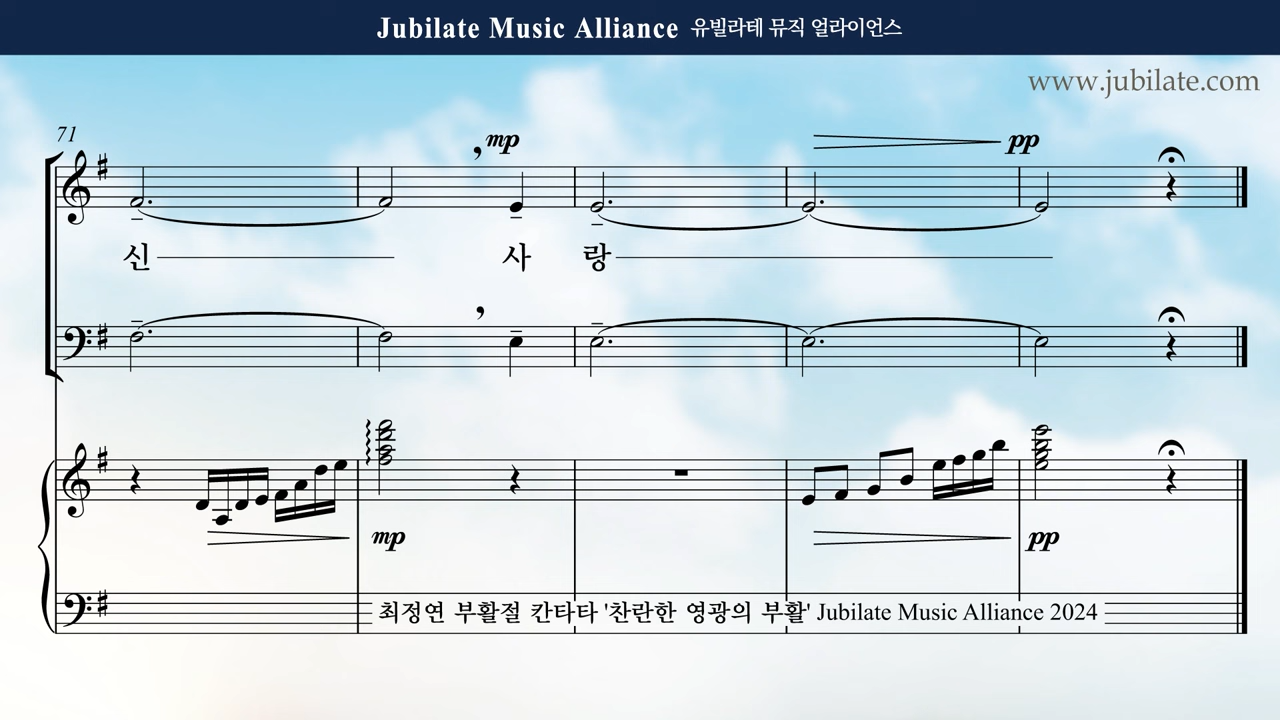 Jubilate Music Alliance 유빌라테 뮤직 얼라이언스
www.jubilate.com
71
mp
pp
신 사 랑
mp
pp
최정연 부활절 칸타타 '찬란한 영광의 부활' Jubilate Music Alliance 2024